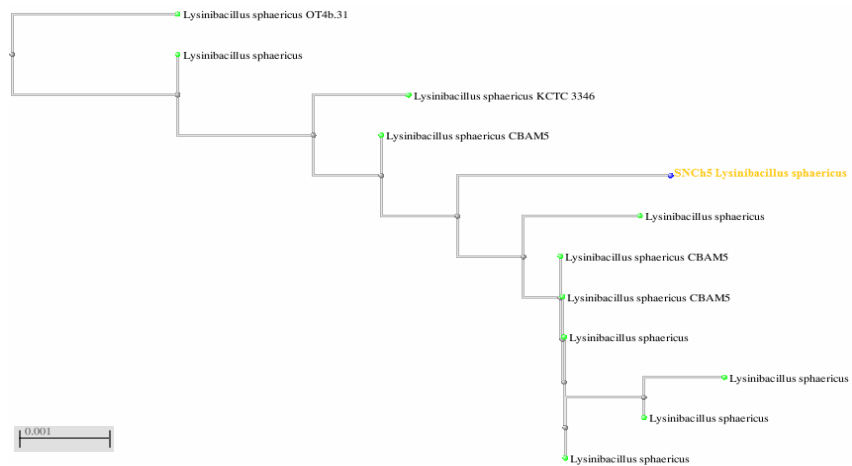 Lysinibacillus sphaericus OT4b.31
Lysinibacillus sphaericus
Lysinibacillus sphaericus KCTC 3346
Lysinibacillus sphaericus CBAM5
SNCh5 Lysinibacillus sphaericus
Lysinibacillus sphaericus
Lysinibacillus sphaericus CBAM5
Lysinibacillus sphaericus CBAM5
Lysinibacillus sphaericus
Lysinibacillus sphaericus
Lysinibacillus sphaericus
0.001
Lysinibacillus sphaericus